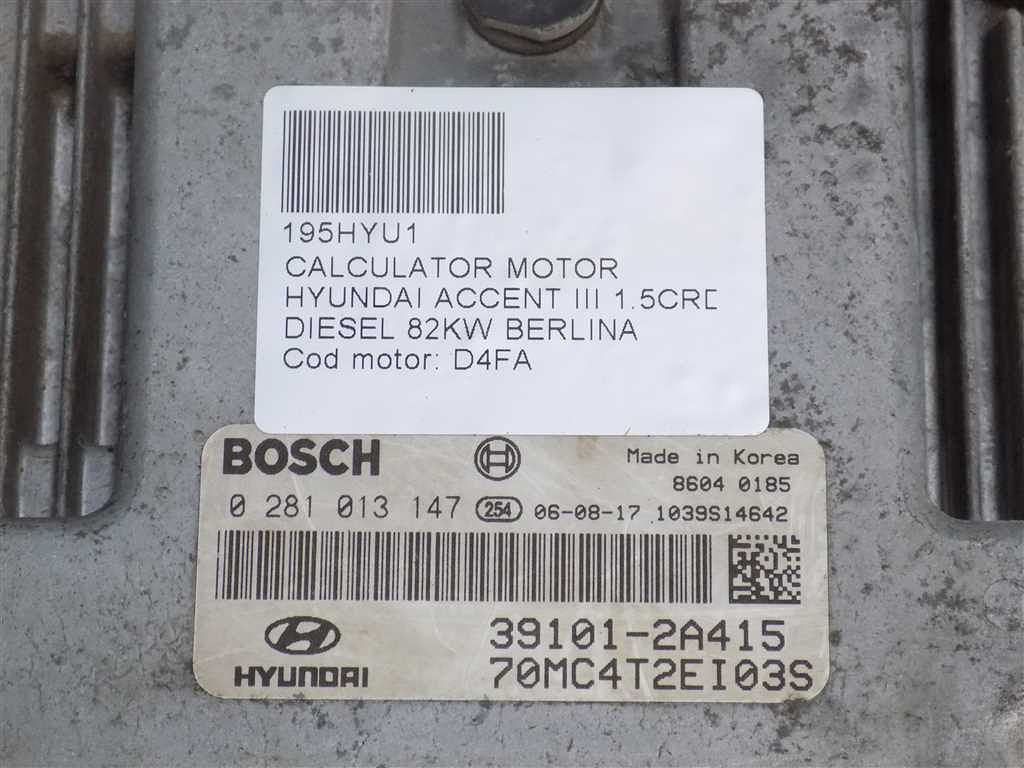 195HYU1
CALCULATOR MOTOR
HYUNDAI ACCENT III 1.5CRD
DIESEL 82KW BERLINA
Cod motor: D4FA
BOSCH Made in Korea
8604 0185
0 281 013 147 254 06-08-17 1039S14642
39101-2A415
HYUNDAI 70MC4T2EI03S